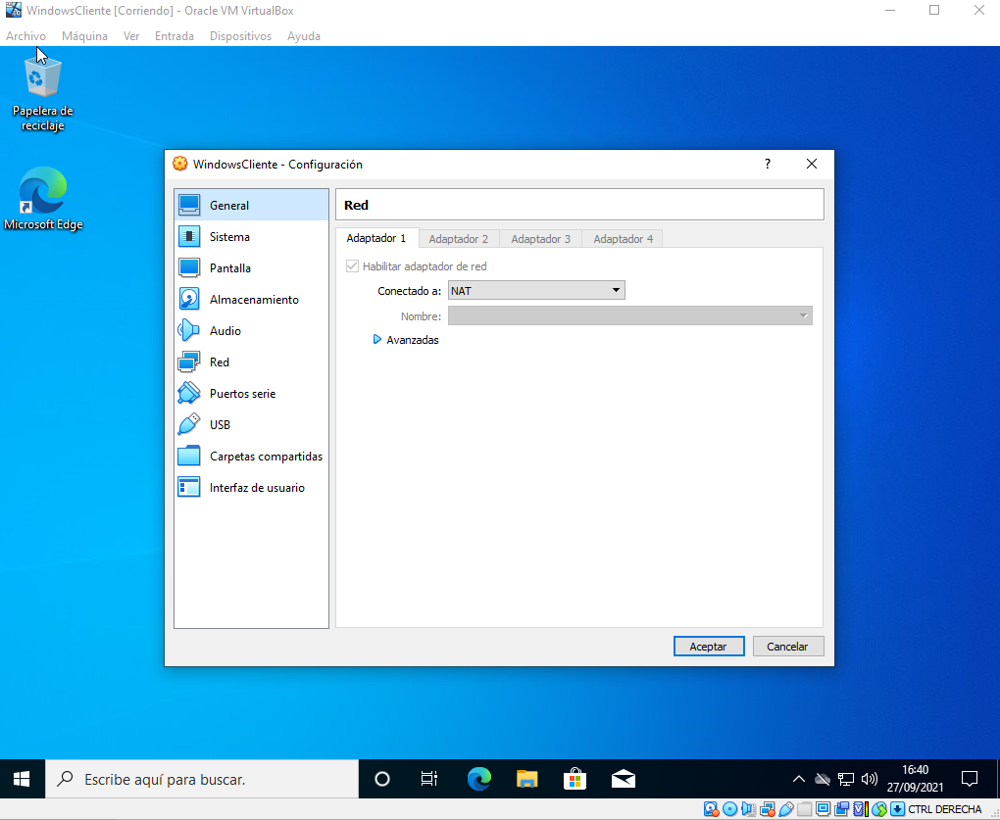 WindowsCliente [Corriendo] - Oracle VM VirtualBox
Archivo Máquina Ver Entrada Dispositivos Ayuda
Papelera de
reciclaje
Microsoft Edge
WindowsCliente - Configuración
?
General
Sistema
Pantalla
Almacenamiento
Audio
Red
Puertos serie
USB
Carpetas compartidas
Interfaz de usuario
Red
Adaptador 1 Adaptador 2 Adaptador 3 Adaptador 4
Habilitar adaptador de red
Conectado a: NAT
Nombre:
Avanzadas
Aceptar Cancelar
Escribe aquí para buscar.
16:40
27/09/2021
CTRL DERECHA